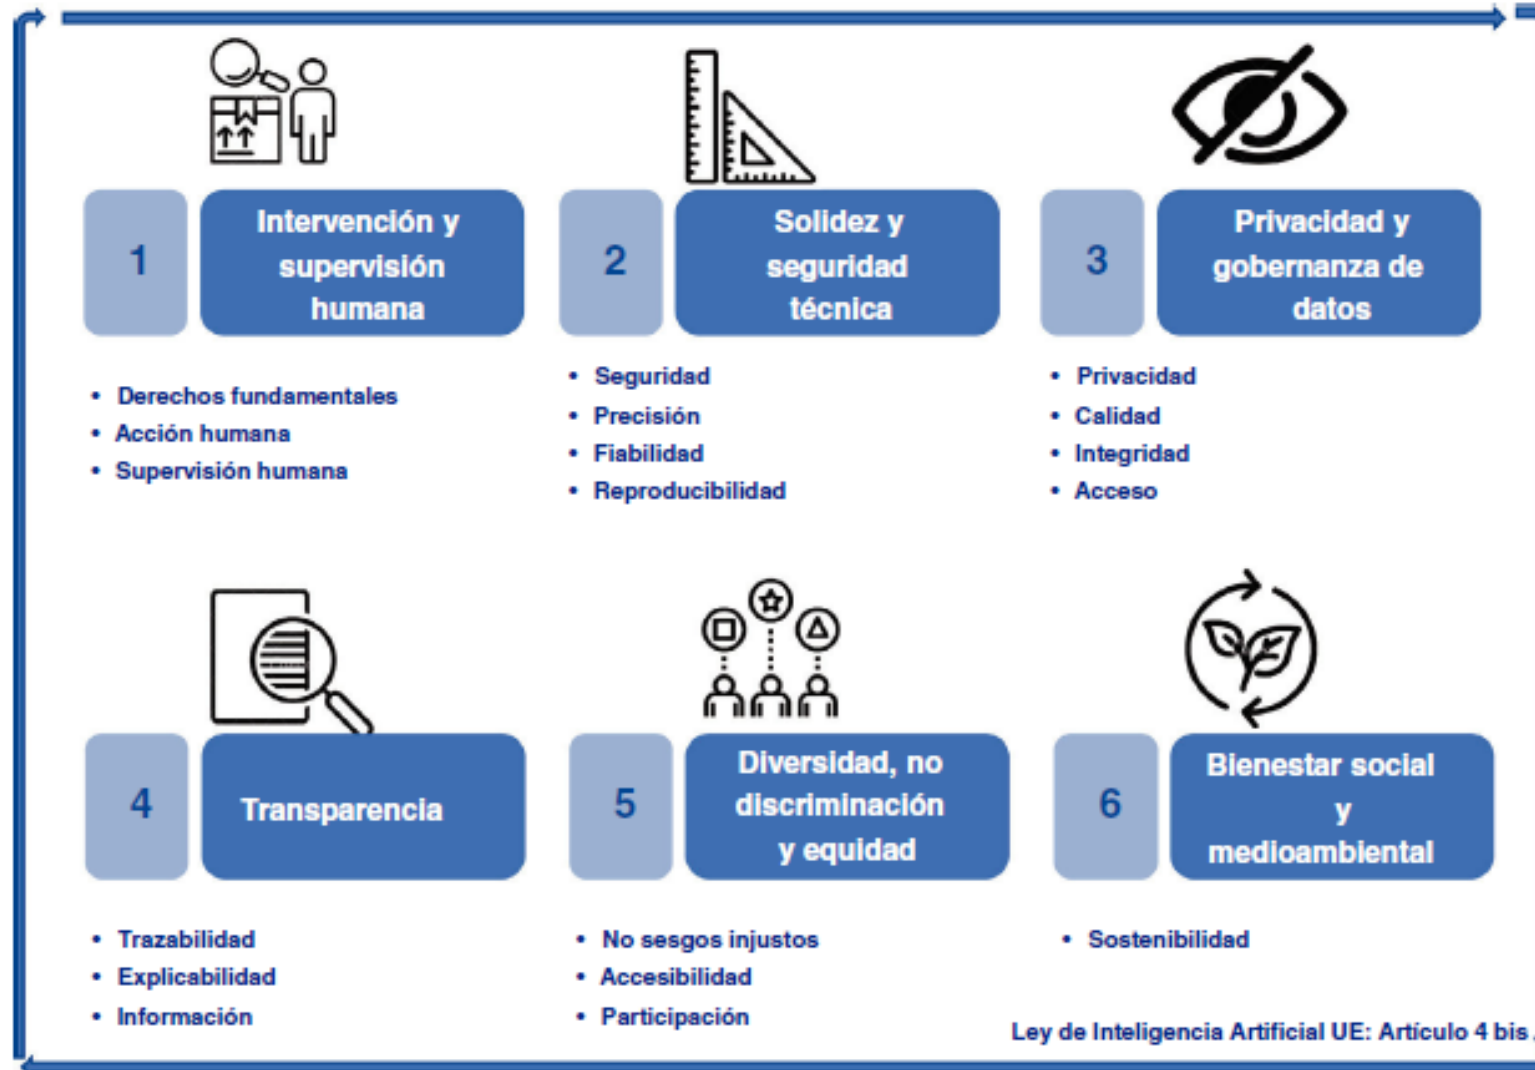 1
Intervención y
supervisión
humana
• Derechos fundamentales
• Acción humana
• Supervisión humana
2
Solidez y
seguridad
técnica
• Seguridad
• Precisión
• Fiabilidad
• Reproducibilidad
3
Privacidad y
gobernanza de
datos
• Privacidad
• Calidad
• Integridad
• Acceso
4
Transparencia
• Trazabilidad
• Explicabilidad
• Información
5
Diversidad, no
discriminación
y equidad
• No sesgos injustos
• Accesibilidad
• Participación
6
Bienestar social
y
medioambiental
• Sostenibilidad
Ley de Inteligencia Artificial UE: Artículo 4 bis